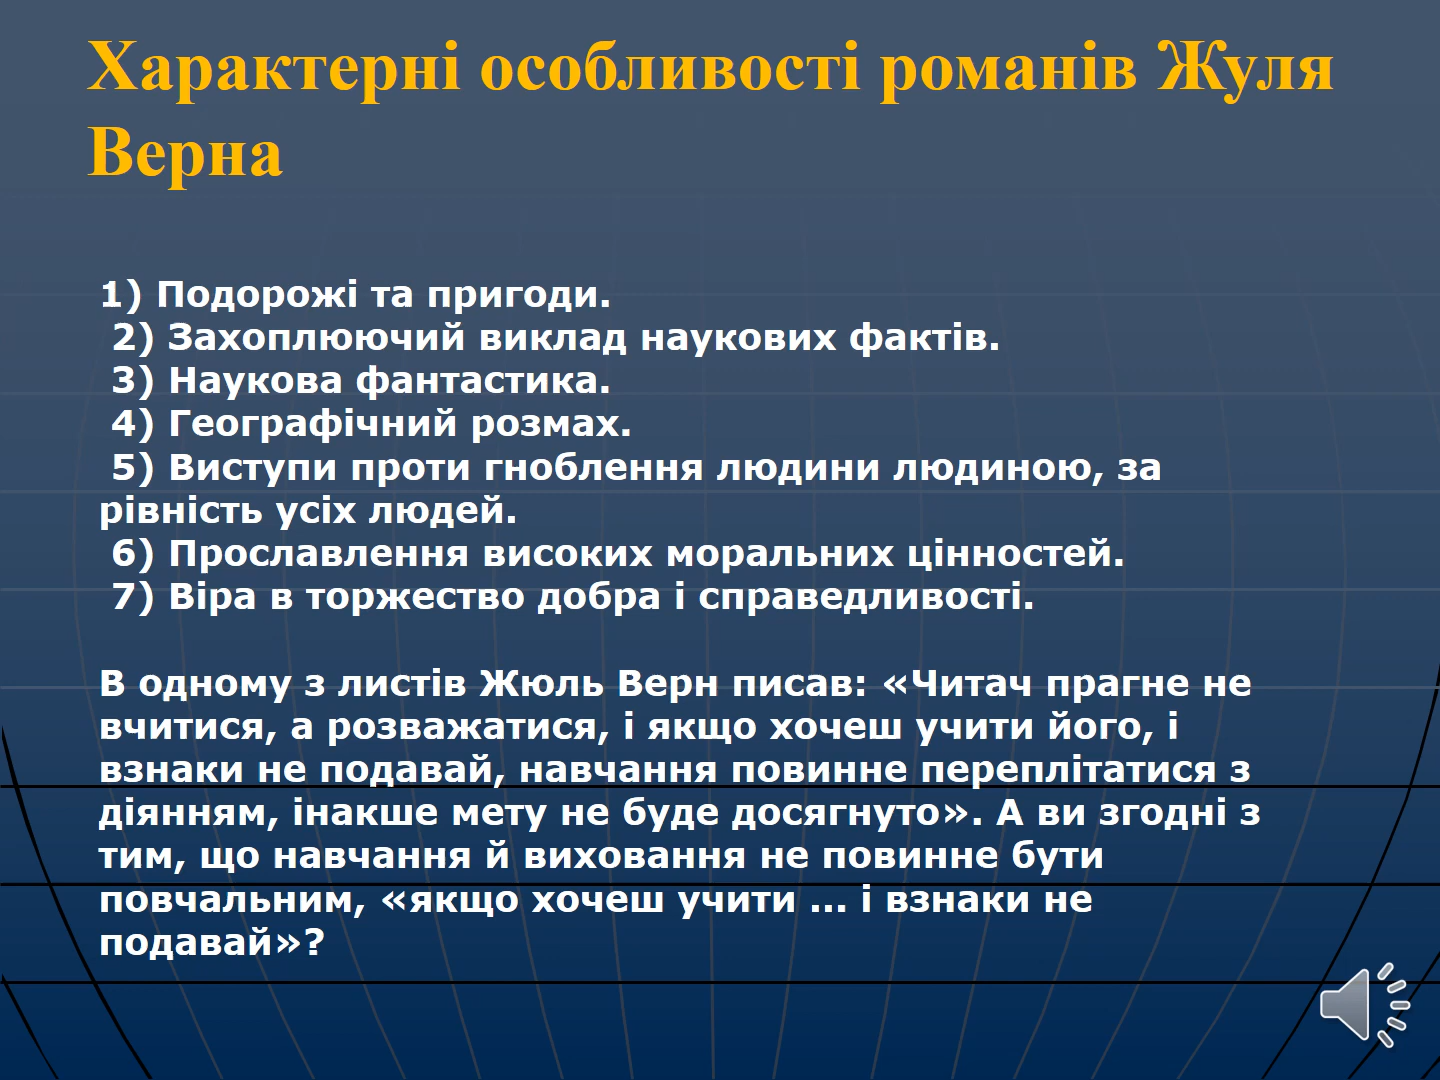 Характерні особливості романів Жуля
Верна
1) Подорожі та пригоди.
2) Захоплюючий виклад наукових фактів.
3) Наукова фантастика.
4) Географічний розмах.
5) Виступи проти гноблення людини людиною, за
рівність усіх людей.
6) Прославлення високих моральних цінностей.
7) Віра в торжество добра і справедливості.
В одному з листів Жюль Верн писав: «Читач прагне не
вчитися, а розважатися, і якщо хочеш учити його, і
взнаки не подавай, навчання повинне переплітатися з
діянням, інакше мету не буде досягнуто». А ви згодні з
тим, що навчання й виховання не повинне бути
повчальним, «якщо хочеш учити ... і взнаки не
подавай»?